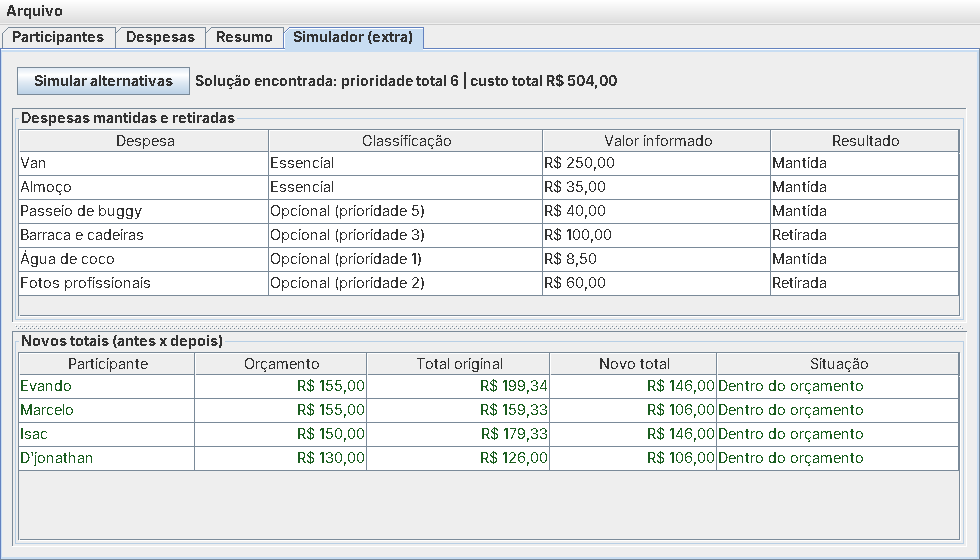 Arquivo
Participantes Despesas Resumo Simulador (extra)
Simular alternativas Solução encontrada: prioridade total 6 | custo total R$ 504,00
Despesas mantidas e retiradas
Despesa Classificação Valor informado Resultado
Van Essencial R$ 250,00 Mantida
Almoço Essencial R$ 35,00 Mantida
Passeio de buggy Opcional (prioridade 5) R$ 40,00 Mantida
Barraca e cadeiras Opcional (prioridade 3) R$ 100,00 Retirada
Água de coco Opcional (prioridade 1) R$ 8,50 Mantida
Fotos profissionais Opcional (prioridade 2) R$ 60,00 Retirada
Novos totais (antes x depois)
Participante Orçamento Total original Novo total Situação
Evando R$ 155,00 R$ 199,34 R$ 146,00 Dentro do orçamento
Marcelo R$ 155,00 R$ 159,33 R$ 106,00 Dentro do orçamento
Isac R$ 150,00 R$ 179,33 R$ 146,00 Dentro do orçamento
D'jonathan R$ 130,00 R$ 126,00 R$ 106,00 Dentro do orçamento